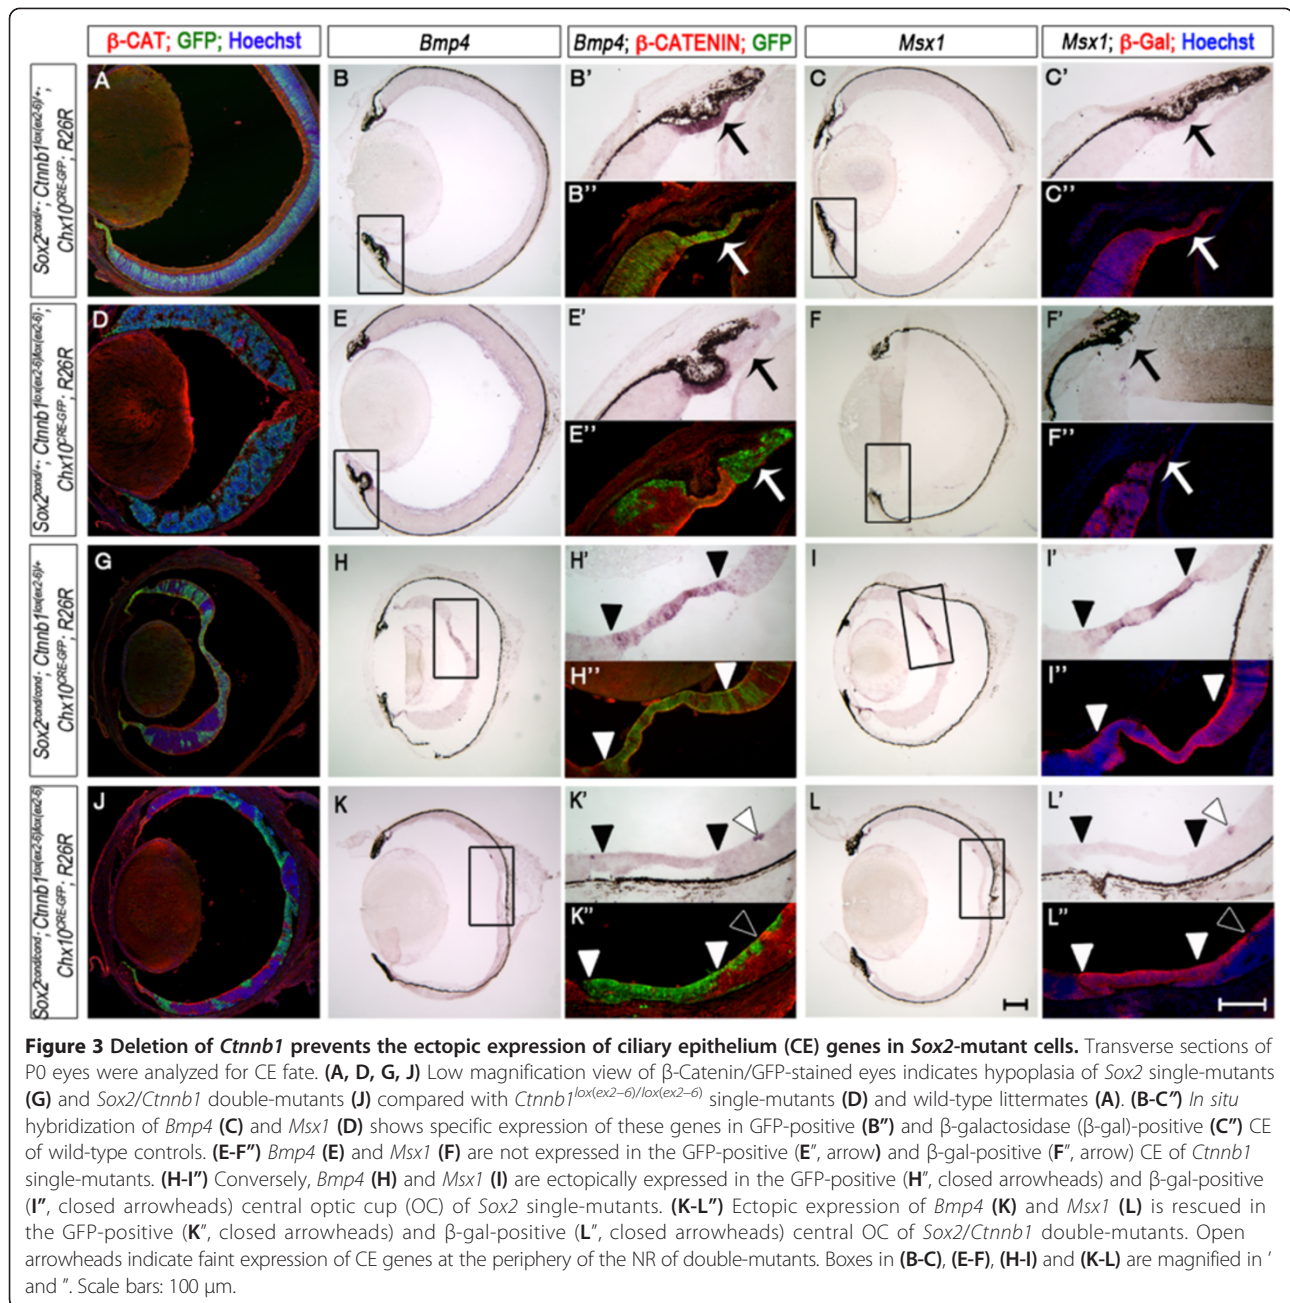 β-CAT; GFP; Hoechst
Bmp4
Bmp4; β-CATENIN; GFP
Msx1
Msx1; β-Gal; Hoechst
Sox2cond/+; Ctnnb1lox(ex2-6)/+;
Chx10CRE-GFP; R26R
A
B
B'
B''
C
C'
C''
Sox2cond/+; Ctnnb1lox(ex2-6)/lox(ex2-6);
Chx10CRE-GFP; R26R
D
E
E'
E''
F
F'
F''
Sox2cond/cond; Ctnnb1lox(ex2-6)/+
Chx10CRE-GFP; R26R
G
H
H'
H''
I
I'
I''
Sox2cond/cond; Ctnnb1lox(ex2-6)/lox(ex2-6)
Chx10CRE-GFP; R26R
J
K
K'
K''
L
L'
L''
Figure 3 Deletion of Ctnnb1 prevents the ectopic expression of ciliary epithelium (CE) genes in Sox2-mutant cells. Transverse sections of
P0 eyes were analyzed for CE fate. (A, D, G, J) Low magnification view of β-Catenin/GFP-stained eyes indicates hypoplasia of Sox2 single-mutants
(G) and Sox2/Ctnnb1 double-mutants (J) compared with Ctnnb1lox(ex2–6)/lox(ex2–6) single-mutants (D) and wild-type littermates (A). (B-C″) In situ
hybridization of Bmp4 (C) and Msx1 (D) shows specific expression of these genes in GFP-positive (B″) and β-galactosidase (β-gal)-positive (C″) CE
of wild-type controls. (E-F″) Bmp4 (E) and Msx1 (F) are not expressed in the GFP-positive (E″, arrow) and β-gal-positive (F″, arrow) CE of Ctnnb1
single-mutants. (H-I″) Conversely, Bmp4 (H) and Msx1 (I) are ectopically expressed in the GFP-positive (H″, closed arrowheads) and β-gal-positive
(I″, closed arrowheads) central optic cup (OC) of Sox2 single-mutants. (K-L″) Ectopic expression of Bmp4 (K) and Msx1 (L) is rescued in
the GFP-positive (K″, closed arrowheads) and β-gal-positive (L″, closed arrowheads) central OC of Sox2/Ctnnb1 double-mutants. Open
arrowheads indicate faint expression of CE genes at the periphery of the NR of double-mutants. Boxes in (B-C), (E-F), (H-I) and (K-L) are magnified in ′
and ″. Scale bars: 100 μm.